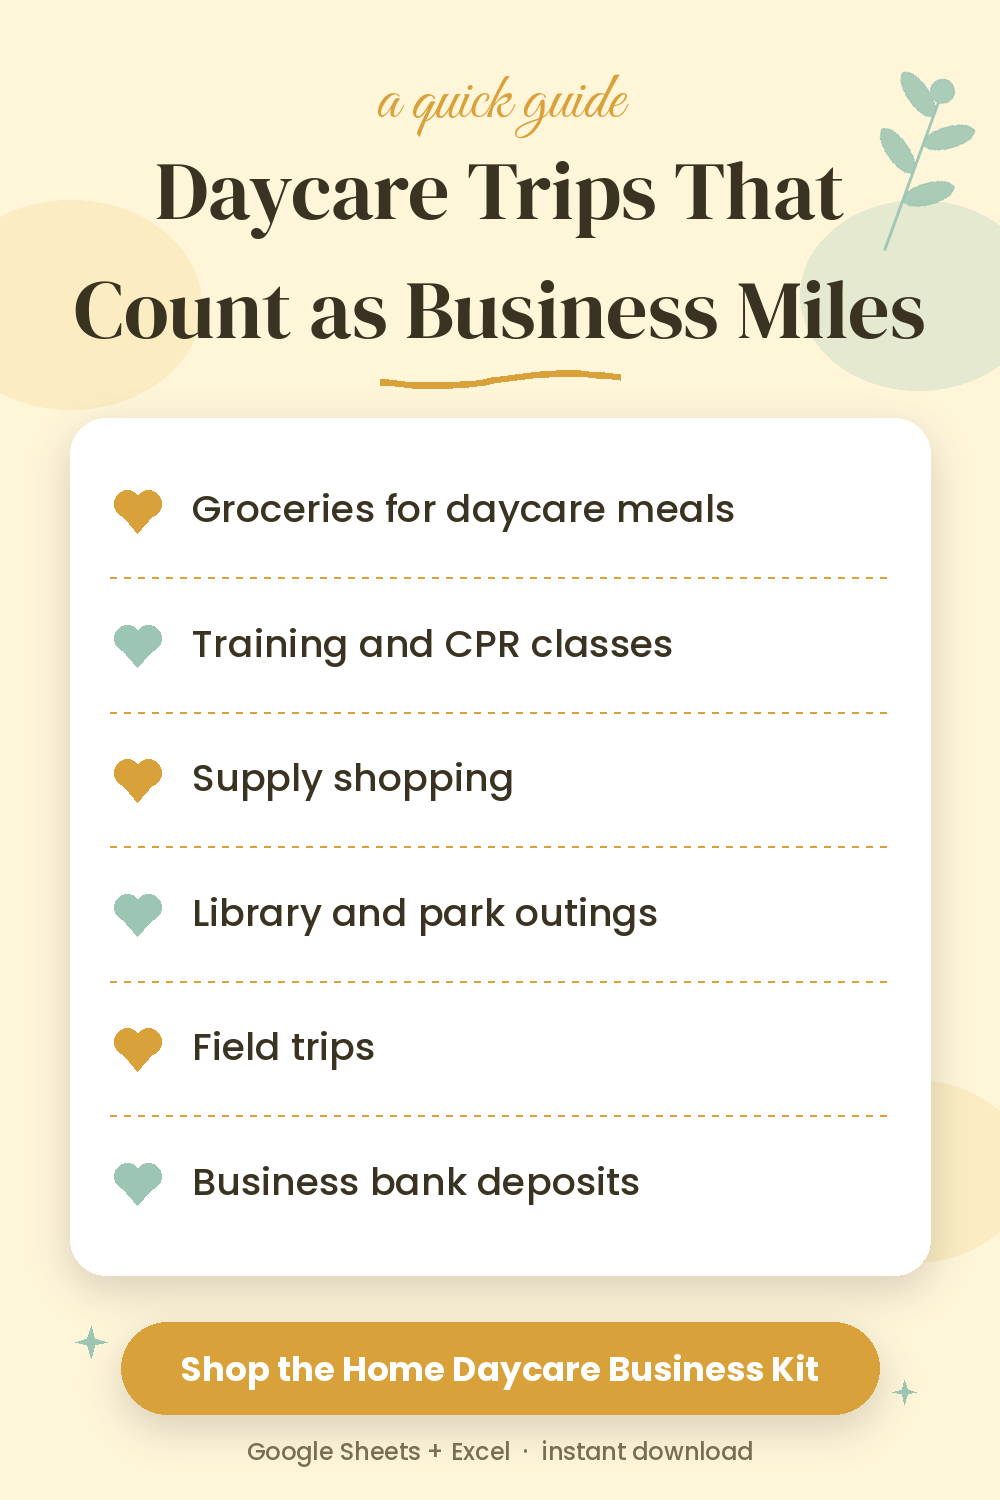 a quick guide
Daycare Trips That
Count as Business Miles
Groceries for daycare meals
Training and CPR classes
Supply shopping
Library and park outings
Field trips
Business bank deposits
Shop the Home Daycare Business Kit
Google Sheets + Excel · instant download